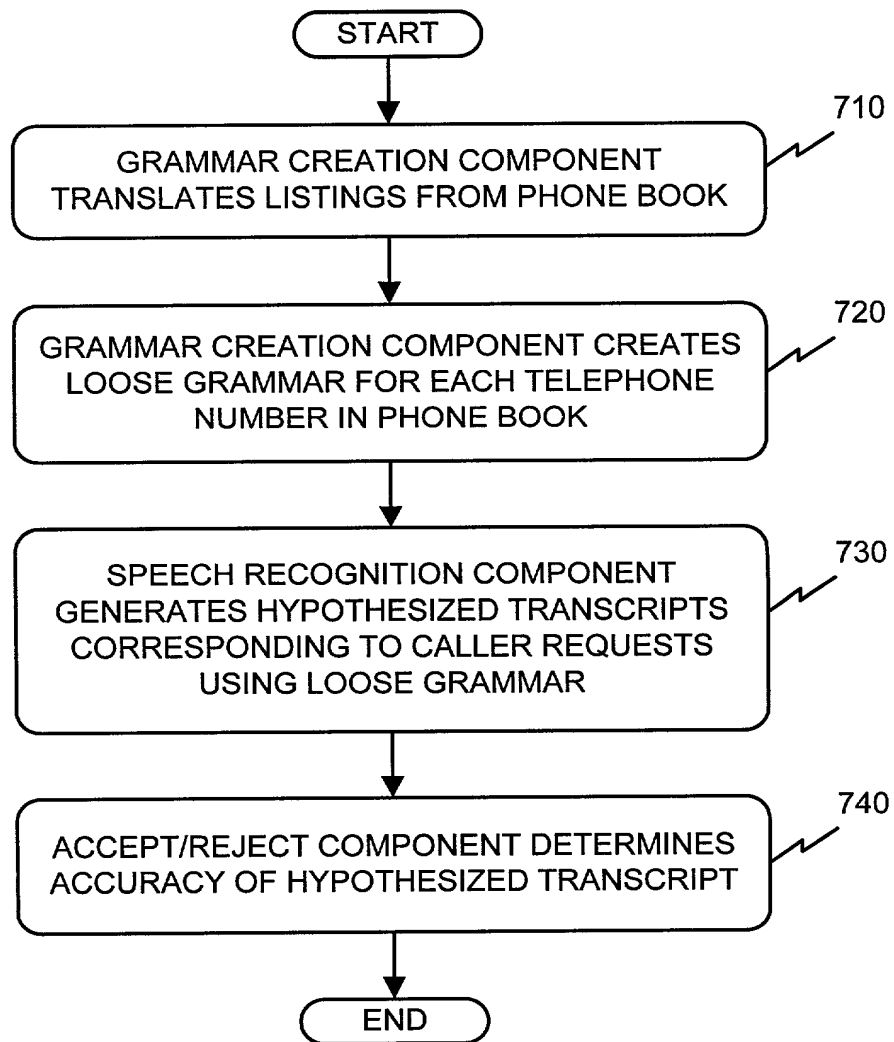 START
710
GRAMMAR CREATION COMPONENT
TRANSLATES LISTINGS FROM PHONE BOOK
720
GRAMMAR CREATION COMPONENT CREATES
LOOSE GRAMMAR FOR EACH TELEPHONE
NUMBER IN PHONE BOOK
730
SPEECH RECOGNITION COMPONENT
GENERATES HYPOTHESIZED TRANSCRIPTS
CORRESPONDING TO CALLER REQUESTS
USING LOOSE GRAMMAR
740
ACCEPT/REJECT COMPONENT DETERMINES
ACCURACY OF HYPOTHESIZED TRANSCRIPT
END